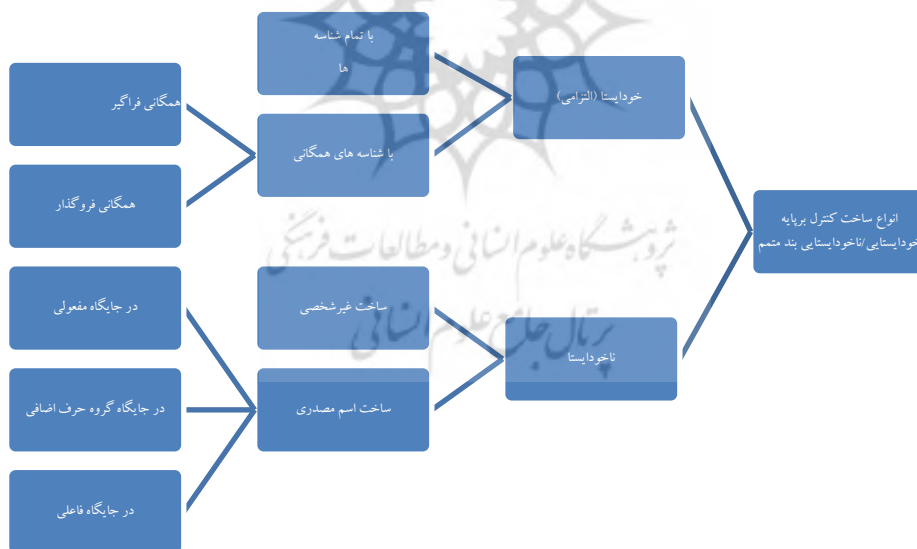 انواع ساخت کنترل برپایه
خودایستایی/ناخودایستایی بند متمم
خودایستا (التزامی)
با تمام شناسه
ها
با شناسه های همگانی
همگانی فراگیر
همگانی فروگذار
ناخودایستا
ساخت غیرشخصی
ساخت اسم مصدری
در جایگاه مفعولی
در جایگاه گروه حرف اضافی
در جایگاه فاعلی
پژوهشگاه علوم انسانی و مطالعات فرهنگی
پرتال جامع علوم انسانی